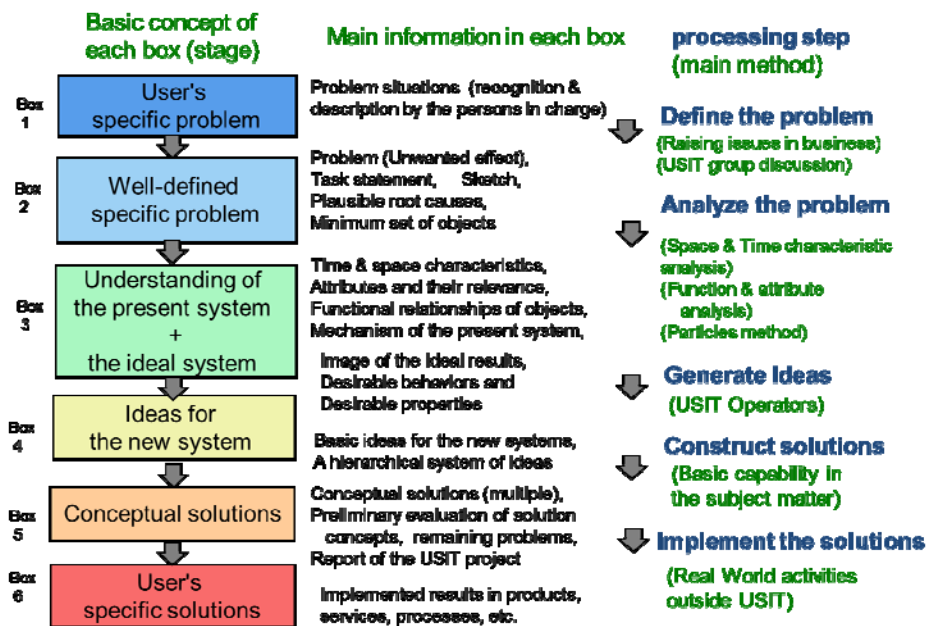 Basic concept of
each box (stage)
Main information in each box
processing step
(main method)
Box
1
User's
specific problem
Problem situations (recognition &
description by the persons in charge)
Define the problem
(Raising issues in business)
(USIT group discussion)
Box
2
Well-defined
specific problem
Problem (Unwanted effect),
Task statement, Sketch,
Plausible root causes,
Minimum set of objects
Analyze the problem
(Space & Time characteristic
analysis)
(Function & attribute
analysis)
(Particles method)
Box
3
Understanding of
the present system
+
the ideal system
Time & space characteristics,
Attributes and their relevance,
Functional relationships of objects,
Mechanism of the present system,
Image of the ideal results,
Desirable behaviors and
Desirable properties
Generate Ideas
(USIT Operators)
Box
4
Ideas for
the new system
Basic ideas for the new systems,
A hierarchical system of ideas
Construct solutions
(Basic capability in
the subject matter)
Box
5
Conceptual solutions
Conceptual solutions (multiple),
Preliminary evaluation of solution
concepts, remaining problems,
Report of the USIT project
Implement the solutions
(Real World activities
outside USIT)
Box
6
User's
specific solutions
Implemented results in products,
services, processes, etc.